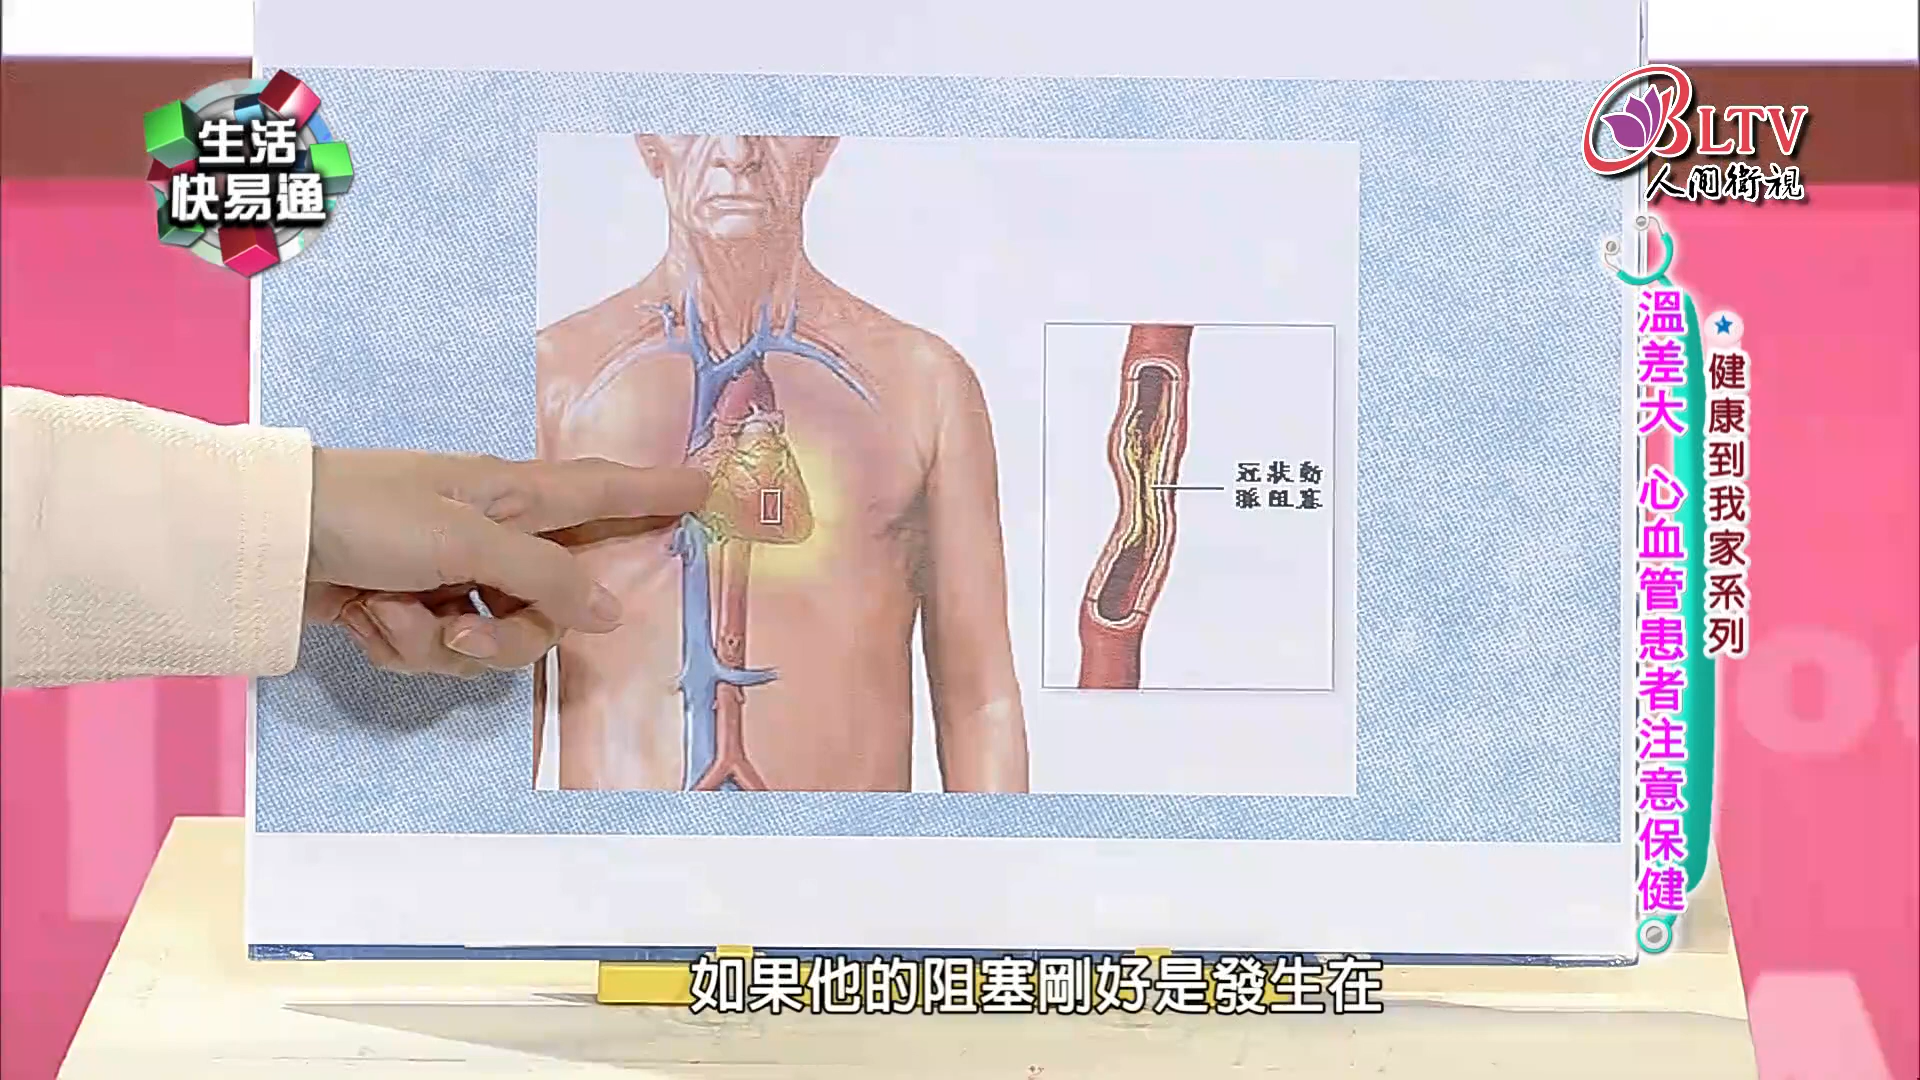 生活
快易通
BLTV
人間衛視
健康到我家系列
溫差大 心血管患者注意保健
冠狀動
脈阻塞
如果他的阻塞剛好是發生在